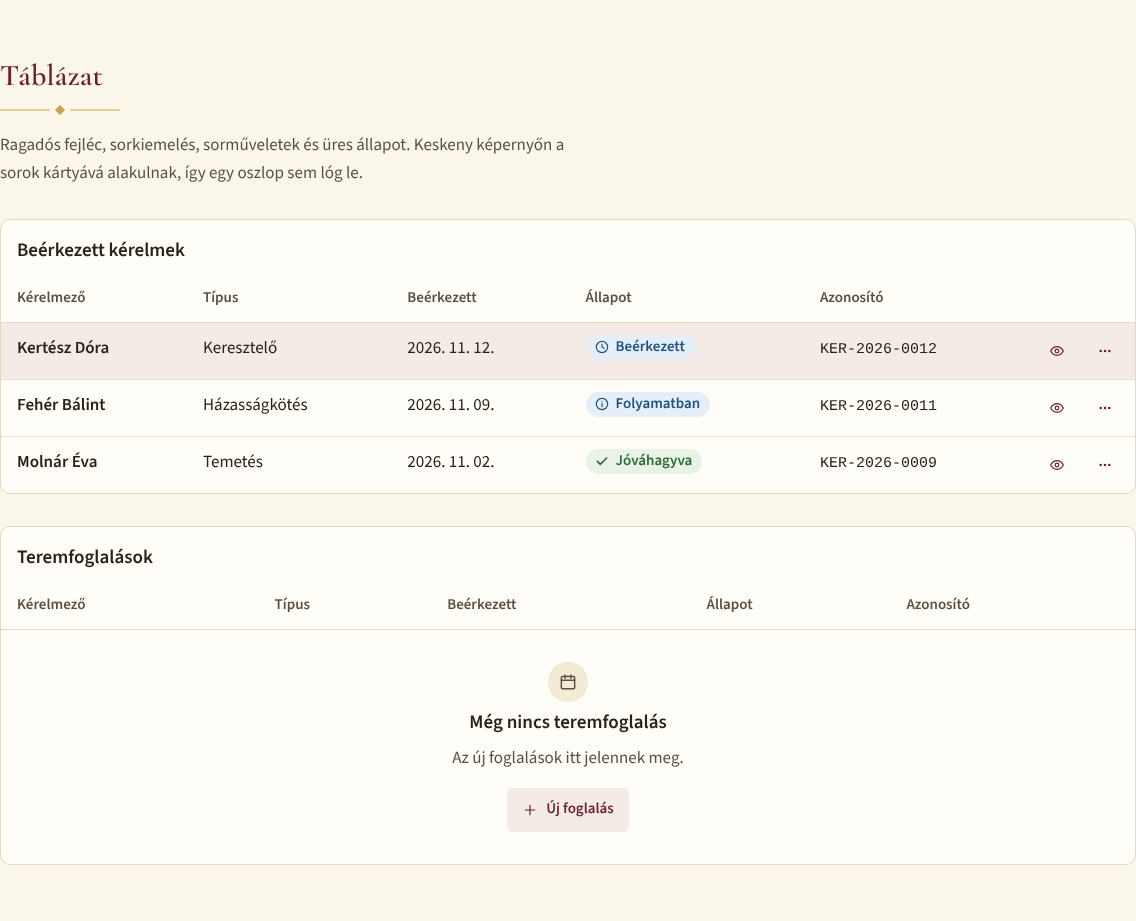 Táblázat
Ragadós fejléc, sorkiemelés, sorműveletek és üres állapot. Keskeny képernyőn a
sorok kártyává alakulnak, így egy oszlop sem lóg le.
Beérkezett kérelmek
Kérelmező Típus Beérkezett Állapot Azonosító
Kertész Dóra Keresztelő 2026. 11. 12. Beérkezett KER-2026-0012
Fehér Bálint Házasságkötés 2026. 11. 09. Folyamatban KER-2026-0011
Molnár Éva Temetés 2026. 11. 02. Jóváhagyva KER-2026-0009
Teremfoglalások
Kérelmező Típus Beérkezett Állapot Azonosító
Még nincs teremfoglalás
Az új foglalások itt jelennek meg.
Új foglalás